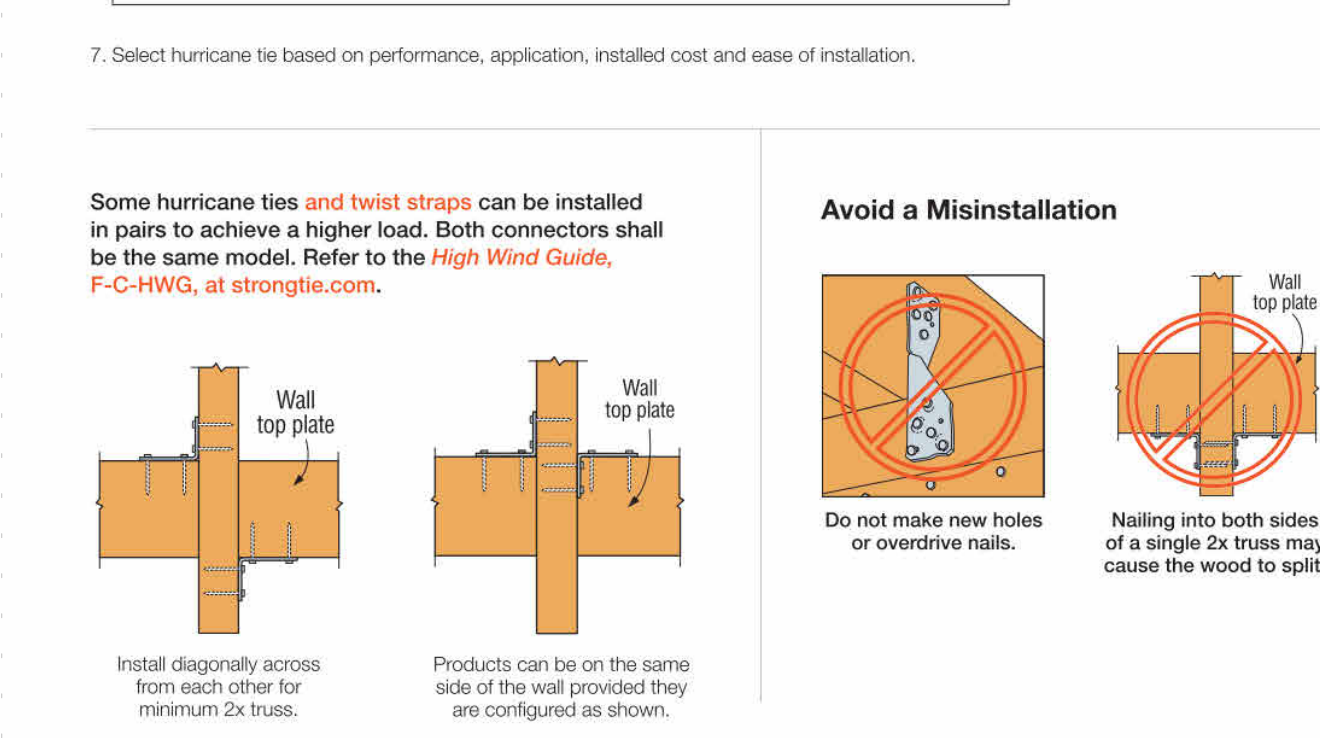 7. Select hurricane tie based on performance, application, installed cost and ease of installation.
Some hurricane ties and twist straps can be installed
in pairs to achieve a higher load. Both connectors shall
be the same model. Refer to the High Wind Guide,
F-C-HWG, at strongtie.com.
Wall
top plate
Install diagonally across
from each other for
minimum 2x truss.
Wall
top plate
Products can be on the same
side of the wall provided they
are configured as shown.
Avoid a Misinstallation
Do not make new holes
or overdrive nails.
Wall
top plate
Nailing into both sides
of a single 2x truss may
cause the wood to split